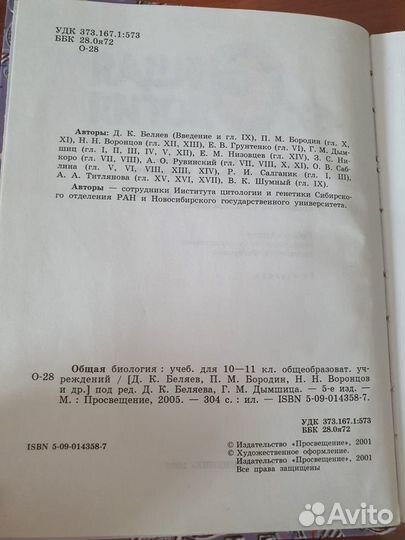 УДК 373.167.1:573
ББК 28.0я72
О-28
Авторы: Д. К. Беляев (Введение и гл. IX), П. М. Бородин (гл. X,
XI), Н. Н. Воронцов (гл. XII, XIII), Е. В. Грунтенко (гл. VI), Г. М. Дым-
шиц (гл. I, II, III, IV, V, XII), Е. М. Низовцев (гл. XIV), З. С. Ни-
коро (гл. VII, VIII), А. О. Рувинский (гл. VII, VIII, X, XI), О. В. Саб-
лина (гл. V, VI, VIII, XIII, XIV), Р. И. Салганик (гл. I, III),
А. А. Титлянова (гл. XV, XVI, XVII), В. К. Шумный (гл. IX).
Авторы — сотрудники Института цитологии и генетики Сибирско-
го отделения РАН и Новосибирского государственного университета.
Общая биология : учеб. для 10—11 кл. общеобразоват. уч-
О-28 реждений / [Д. К. Беляев, П. М. Бородин, Н. Н. Воронцов
и др.] под ред. Д. К. Беляева, Г. М. Дымшица. — 5-е изд. —
М. : Просвещение, 2005. — 304 с. : ил. — ISBN 5-09-014358-7.
УДК 373.167.1:573
ББК 28.0я72
ISBN 5-09-014358-7
© Издательство «Просвещение», 2001
© Художественное оформление.
Издательство «Просвещение», 2001
Все права защищены
Avito